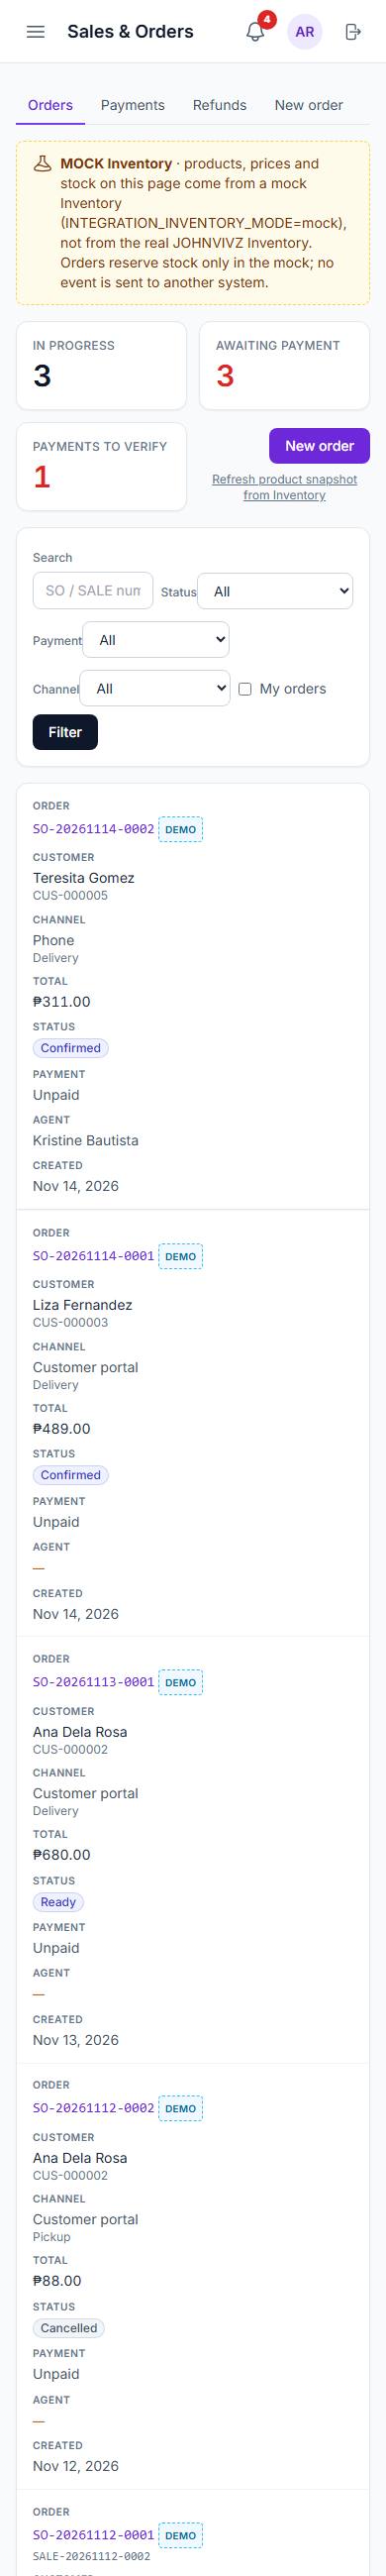 Sales & Orders
4
AR
Orders
Payments
Refunds
New order
MOCK Inventory · products, prices and
stock on this page come from a mock
Inventory
(INTEGRATION_INVENTORY_MODE=mock),
not from the real JOHNVIVZ Inventory.
Orders reserve stock only in the mock; no
event is sent to another system.
IN PROGRESS
3
AWAITING PAYMENT
3
PAYMENTS TO VERIFY
1
New order
Refresh product snapshot
from Inventory
Search
SO / SALE num
Status
All
Payment
All
Channel
All
My orders
Filter
ORDER
SO-20261114-0002 DEMO
CUSTOMER
Teresita Gomez
CUS-000005
CHANNEL
Phone
Delivery
TOTAL
₱311.00
STATUS
Confirmed
PAYMENT
Unpaid
AGENT
Kristine Bautista
CREATED
Nov 14, 2026
ORDER
SO-20261114-0001 DEMO
CUSTOMER
Liza Fernandez
CUS-000003
CHANNEL
Customer portal
Delivery
TOTAL
₱489.00
STATUS
Confirmed
PAYMENT
Unpaid
AGENT
—
CREATED
Nov 14, 2026
ORDER
SO-20261113-0001 DEMO
CUSTOMER
Ana Dela Rosa
CUS-000002
CHANNEL
Customer portal
Delivery
TOTAL
₱680.00
STATUS
Ready
PAYMENT
Unpaid
AGENT
—
CREATED
Nov 13, 2026
ORDER
SO-20261112-0002 DEMO
CUSTOMER
Ana Dela Rosa
CUS-000002
CHANNEL
Customer portal
Pickup
TOTAL
₱88.00
STATUS
Cancelled
PAYMENT
Unpaid
AGENT
—
CREATED
Nov 12, 2026
ORDER
SO-20261112-0001 DEMO
SALE-20261112-0002